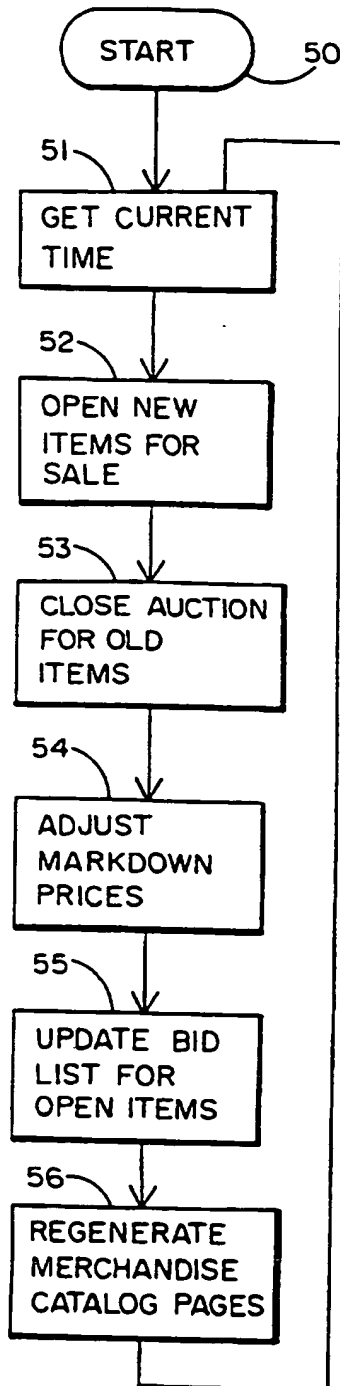 START
50
51
GET CURRENT
TIME
52
OPEN NEW
ITEMS FOR
SALE
53
CLOSE AUCTION
FOR OLD
ITEMS
54
ADJUST
MARKDOWN
PRICES
55
UPDATE BID
LIST FOR
OPEN ITEMS
56
REGENERATE
MERCHANDISE
CATALOG PAGES